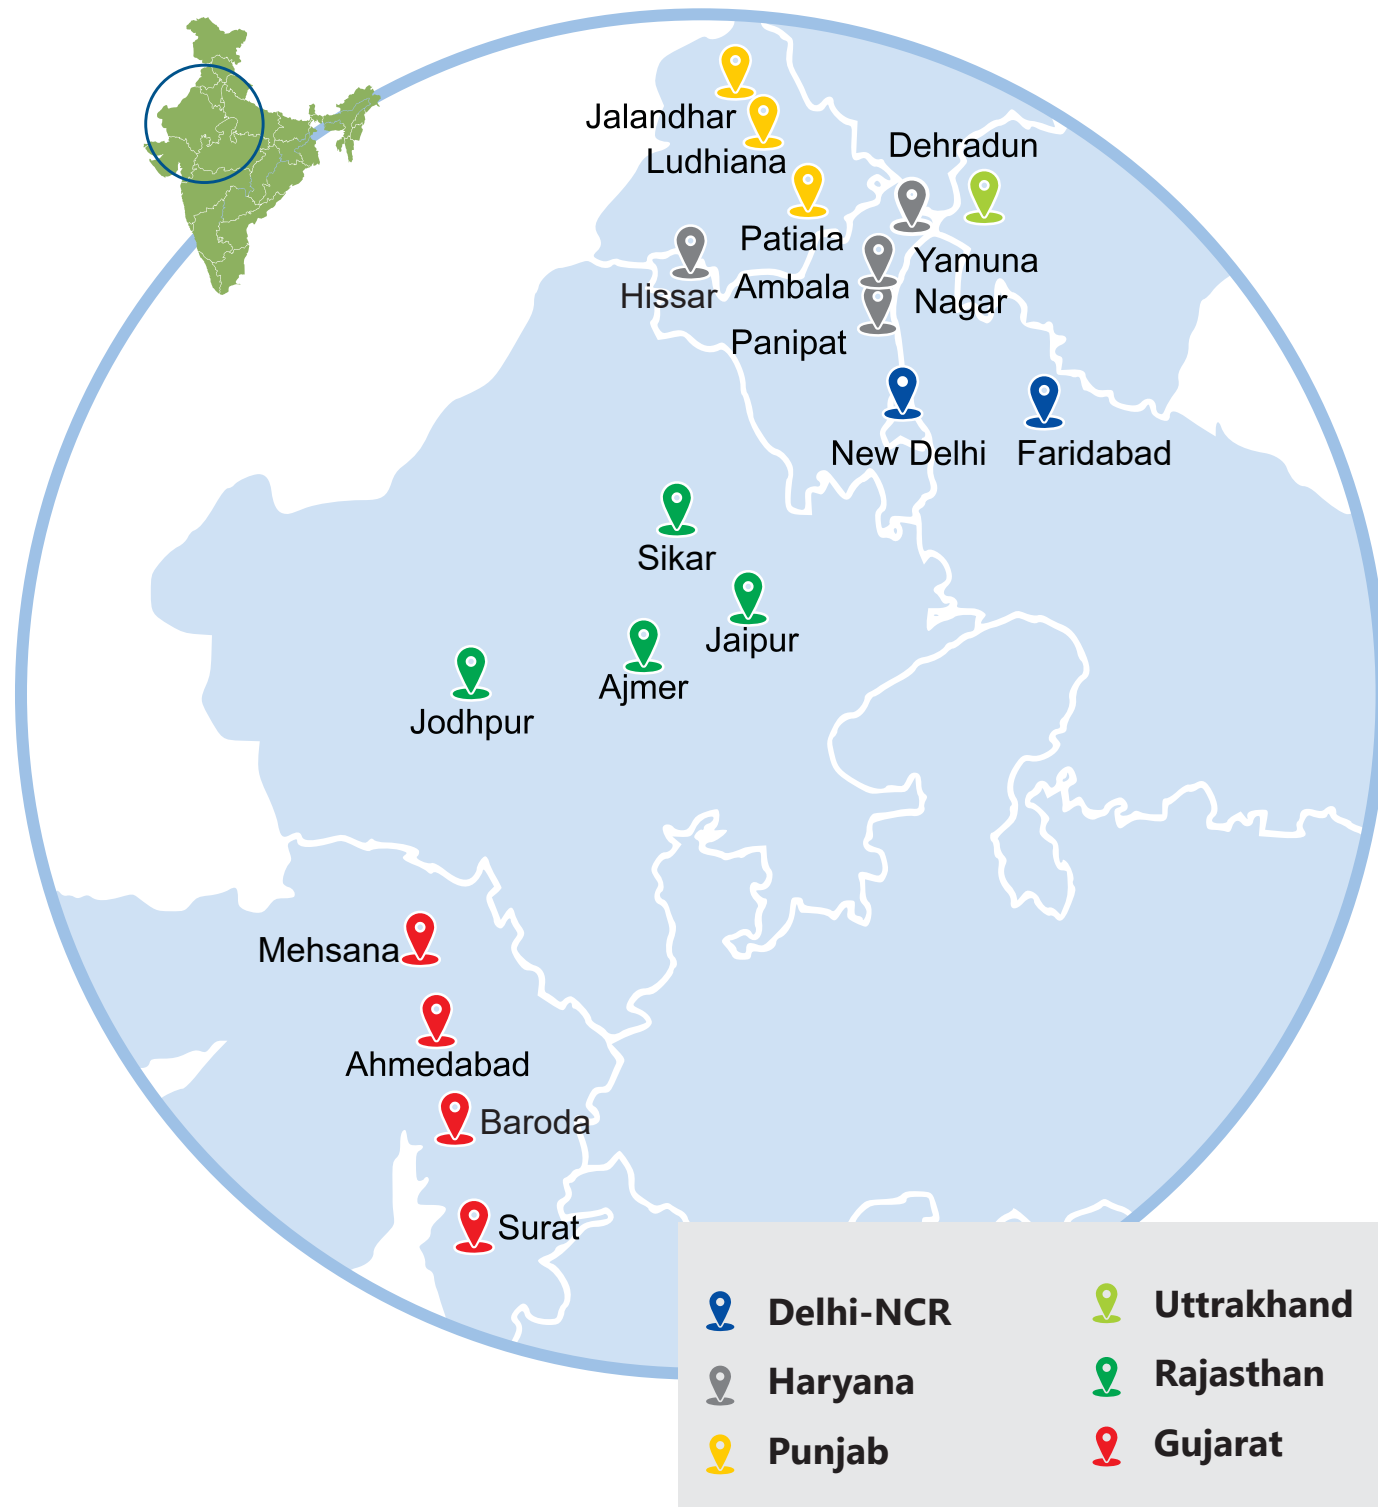 Jalandhar
Ludhiana
Dehradun
Patiala
Yamuna
Nagar
Hissar
Ambala
Panipat
New Delhi
Faridabad
Sikar
Jaipur
Ajmer
Jodhpur
Mehsana
Ahmedabad
Baroda
Surat
Delhi-NCR
Haryana
Punjab
Uttrakhand
Rajasthan
Gujarat